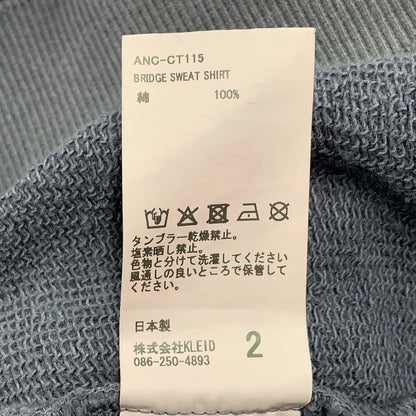 ANC-CT115
BRIDGE SWEAT SHIRT
綿 100%
タンブラー乾燥禁止。
塩素晒し禁止。
色物と分けて洗濯してください。
風通しの良いところで保管して
ください。
日本製
株式会社KLEID
086-250-4893
2